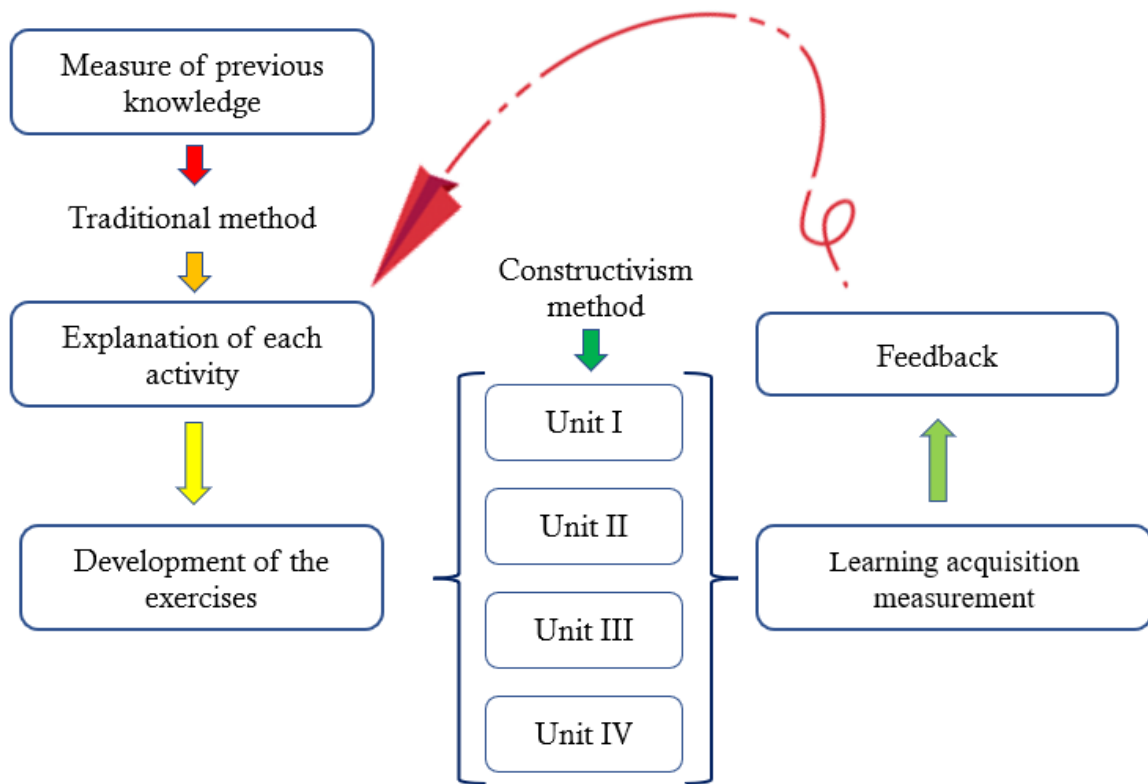 Measure of previous
knowledge
Traditional method
Explanation of each
activity
Development of the
exercises
Constructivism
method
Unit I
Unit II
Unit III
Unit IV
Feedback
Learning acquisition
measurement